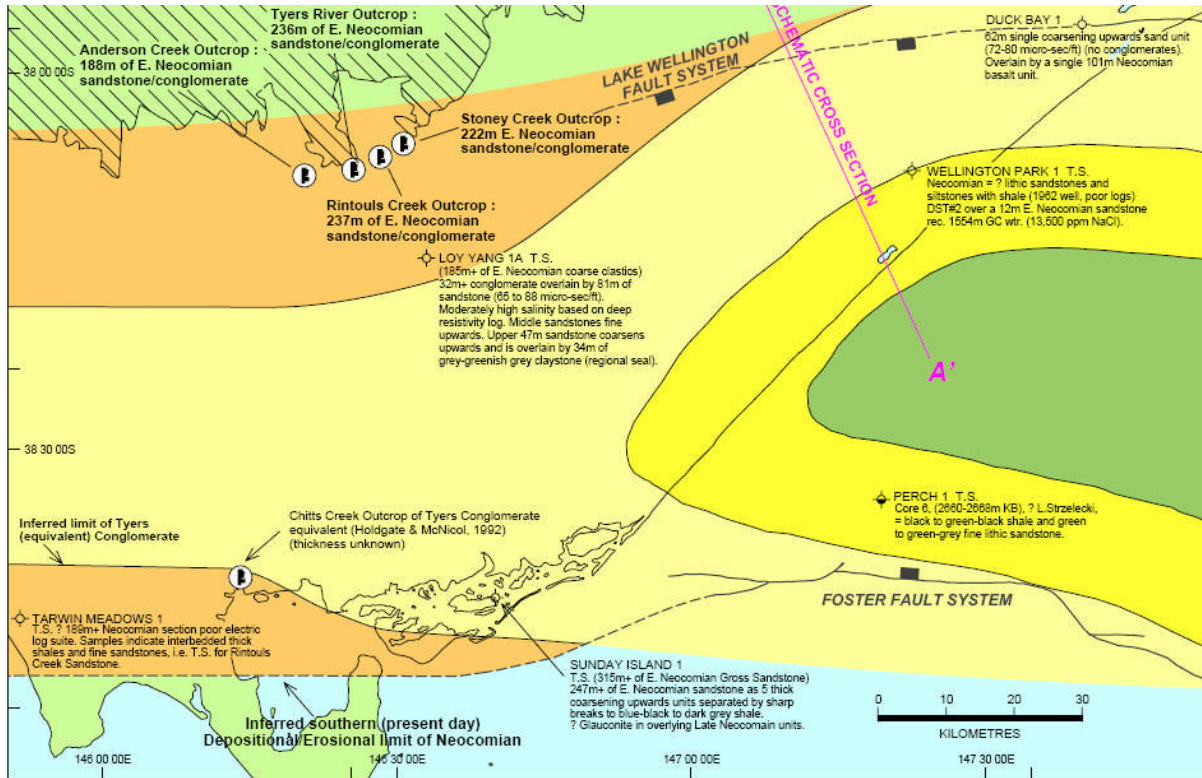 Tyers River Outcrop :
236m of E. Neocomian
sandstone/conglomerate
Anderson Creek Outcrop :
188m of E. Neocomian
sandstone/conglomerate
38 00 00S
LAKE WELLINGTON
FAULT SYSTEM
SCHEMATIC CROSS SECTION
DUCK BAY 1
62m single coarsening upwards sand unit
(72-80 micro-sec/ft) (no conglomerates).
Overlain by a single 101m Neocomian
basalt unit.
Stoney Creek Outcrop :
222m E. Neocomian
sandstone/conglomerate
Rintouls Creek Outcrop :
237m of E. Neocomian
sandstone/conglomerate
WELLINGTON PARK 1 T.S.
Neocomian = ? lithic sandstones and
siltstones with shale (1962 well, poor logs)
DST#2 over a 12m E. Neocomian sandstone
rec. 1554m GC wtr. (13,500 ppm NaCl).
LOY YANG 1A T.S.
(185m+ of E. Neocomian coarse clastics)
32m+ conglomerate overlain by 81m of
sandstone (65 to 88 micro-sec/ft).
Moderately high salinity based on deep
resistivity log. Middle sandstones fine
upwards. Upper 47m sandstone coarsens
upwards and is overlain by 34m of
grey-greenish grey claystone (regional seal).
A'
38 30 00S
PERCH 1 T.S.
Core 6, (2660-2668m KB), ? L.Strzelecki,
= black to green-black shale and green
to green-grey fine lithic sandstone.
Inferred limit of Tyers
(equivalent) Conglomerate
Chitts Creek Outcrop of Tyers Conglomerate
equivalent (Holdgate & McNicol, 1992)
(thickness unknown)
FOSTER FAULT SYSTEM
TARWIN MEADOWS 1
T.S. ? 189m+ Neocomian section poor electric
log suite. Samples indicate interbedded thick
shales and fine sandstones, i.e. T.S. for Rintouls
Creek Sandstone.
SUNDAY ISLAND 1
T.S. (315m+ of E. Neocomian Gross Sandstone)
247m+ of E. Neocomian sandstone as 5 thick
coarsening upwards units separated by sharp
breaks to blue-black to dark grey shale.
? Glauconite in overlying Late Neocomain units.
Inferred southern (present day)
Depositional/Erosional limit of Neocomian
0 10 20 30
KILOMETRES
146 00 00E
146 30 00E
147 00 00E
147 30 00E